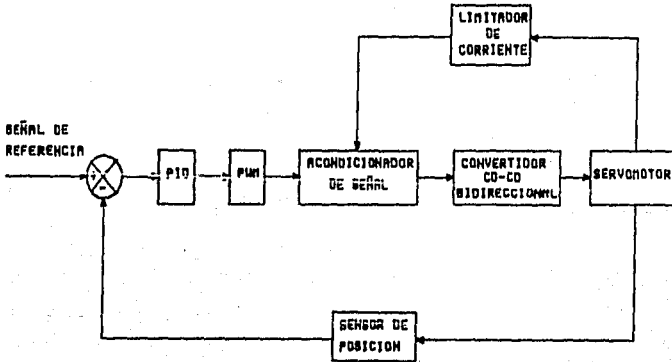 LIMITADOR
DE
CORRIENTE
SEÑAL DE
REFERENCIA
+
-
PID
PWM
ACONDICIONADOR
DE SEÑAL
CONVERTIDOR
CD-CD
BIDIRECCIONAL
SERVOMOTOR
SENSOR DE
POSICION